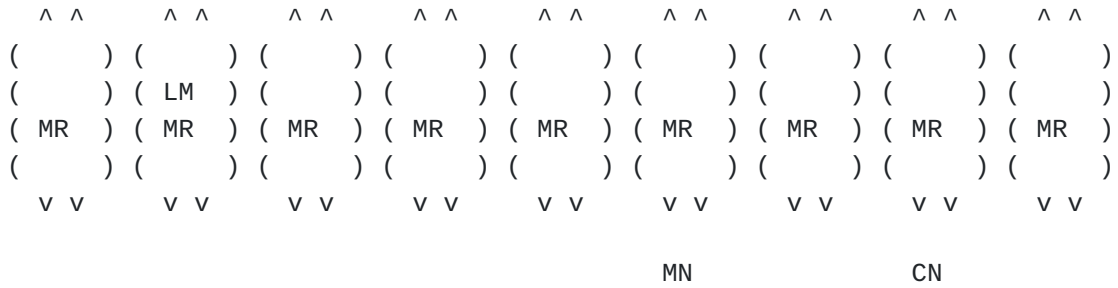 ^ ^ ^ ^ ^ ^ ^ ^ ^ ^ ^ ^ ^ ^ ^ ^ ^ ^
( ) ( ) ( ) ( ) ( ) ( ) ( ) ( ) ( )
( ) ( LM ) ( ) ( ) ( ) ( ) ( ) ( ) ( )
( MR ) ( MR ) ( MR ) ( MR ) ( MR ) ( MR ) ( MR ) ( MR ) ( MR )
( ) ( ) ( ) ( ) ( ) ( ) ( ) ( ) ( )
v v v v v v v v v v v v v v v v v v
MN CN